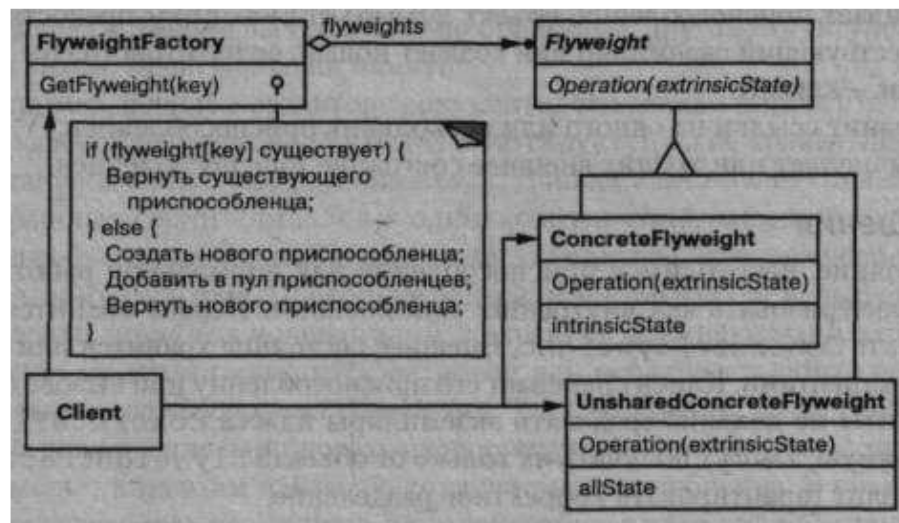 flyweights
FlyweightFactory
GetFlyweight(key)
Flyweight
Operation(extrinsicState)
if (flyweight[key] существует) {
Вернуть существующего
приспособленца;
} else {
Создать нового приспособленца;
Добавить в пул приспособленцев;
Вернуть нового приспособленца;
}
ConcreteFlyweight
Operation(extrinsicState)
intrinsicState
Client
UnsharedConcreteFlyweight
Operation(extrinsicState)
allState